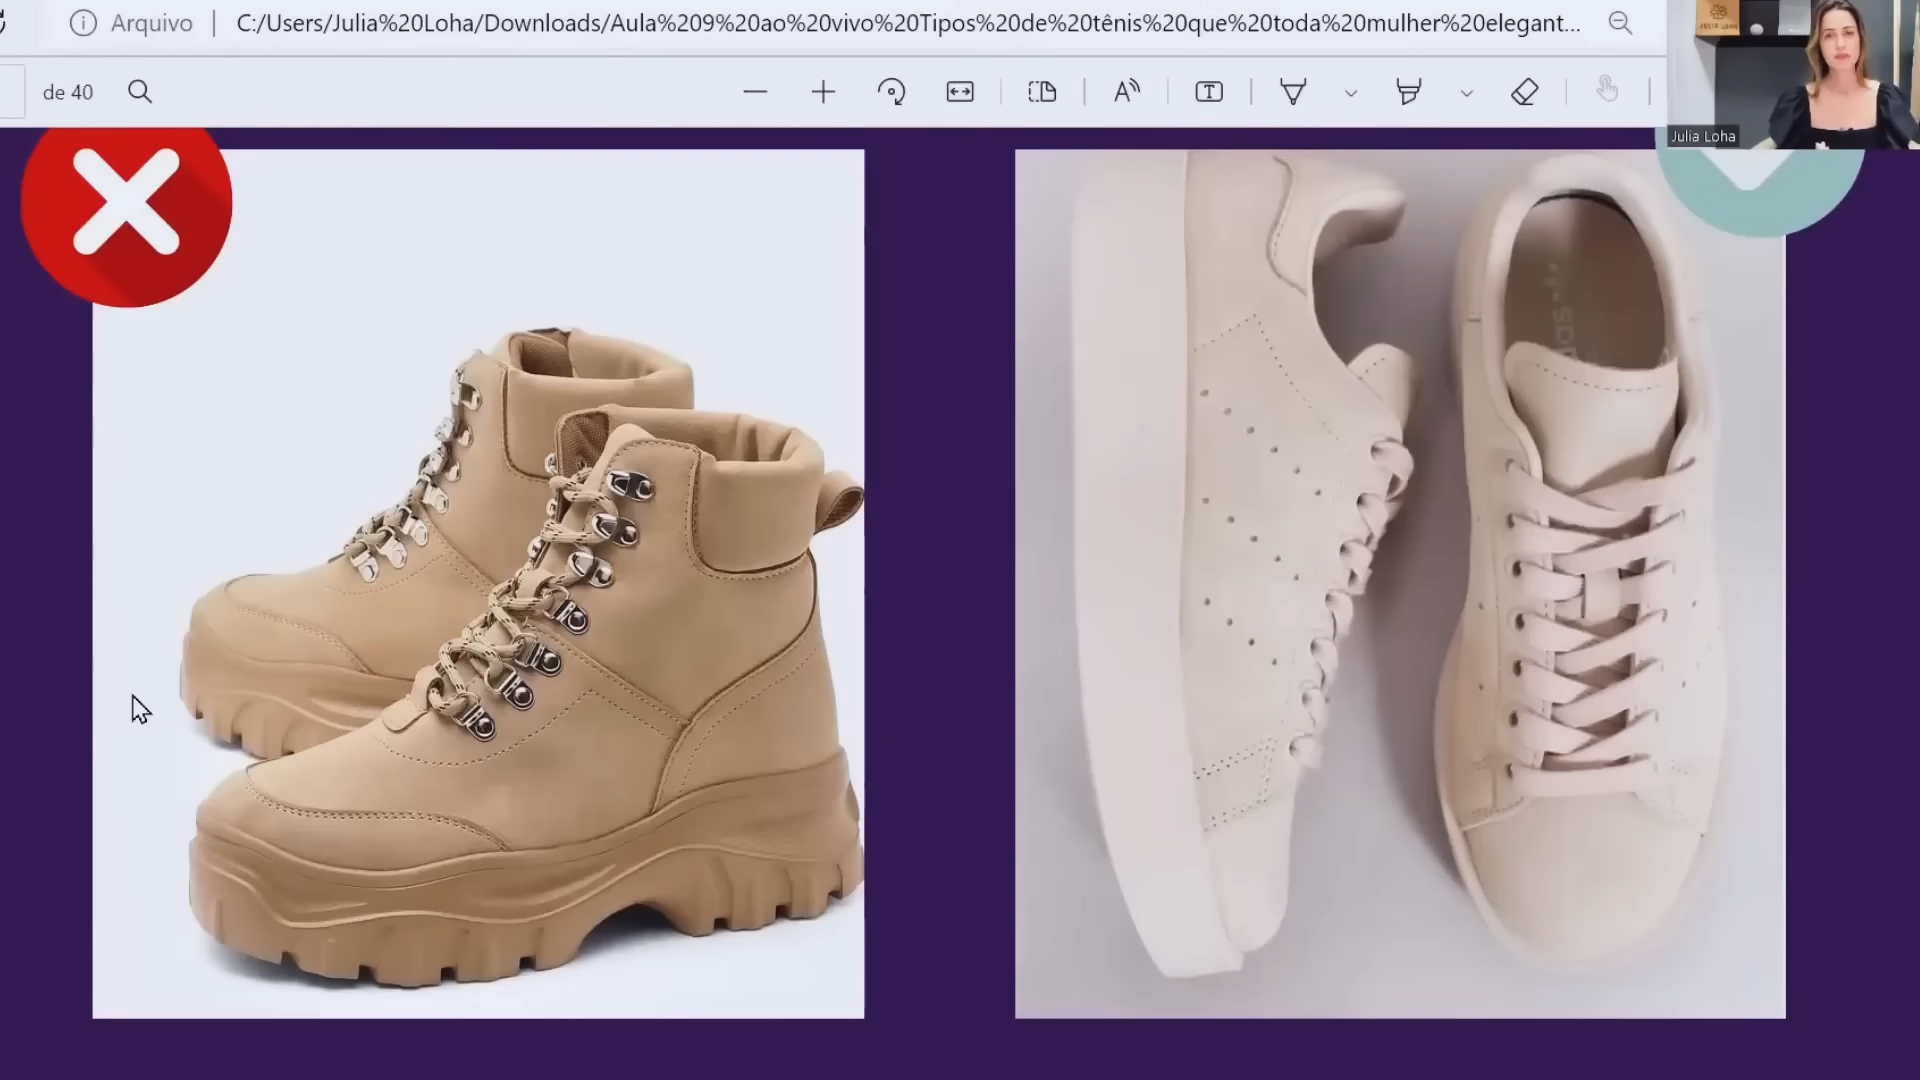 Arquivo
C:/Users/Julia%20Loha/Downloads/Aula%209%20ao%20vivo%20Tipos%20de%20tênis%20que%20toda%20mulher%20elegant...
de 40
Julia Loha